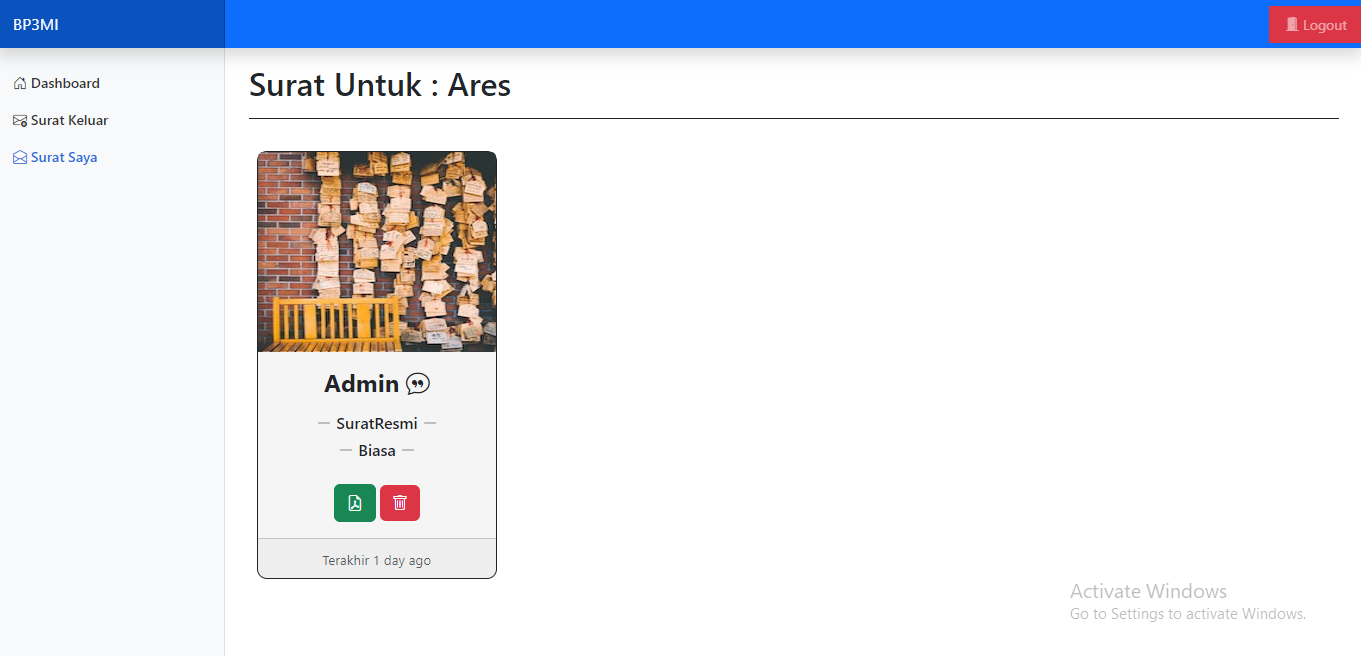 BP3MI
Logout
Dashboard
Surat Keluar
Surat Saya
Surat Untuk : Ares
Admin
— SuratResmi —
— Biasa —
Terakhir 1 day ago
Activate Windows
Go to Settings to activate Windows.